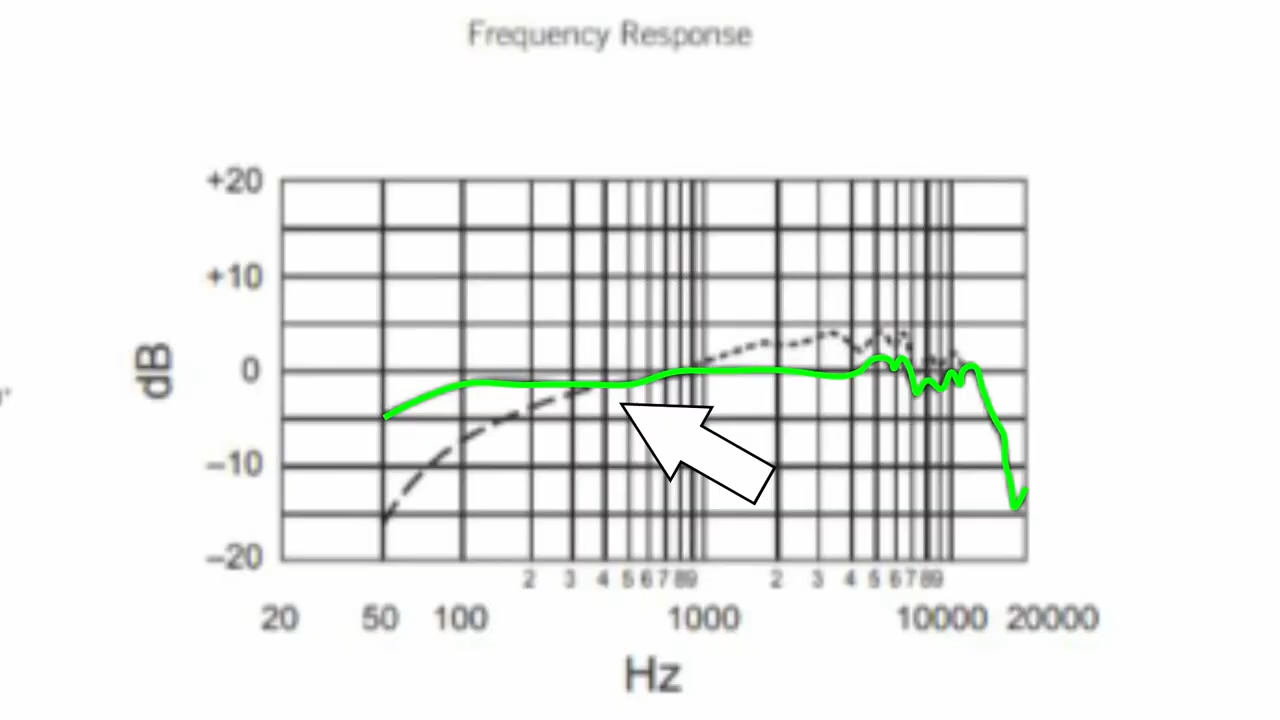 Frequency Response
+20
+10
0
–10
–20
dB
2 3 4 5 6 7 8 9 2 3 4 5 6 7 8 9
20 50 100 1000 10000 20000
Hz